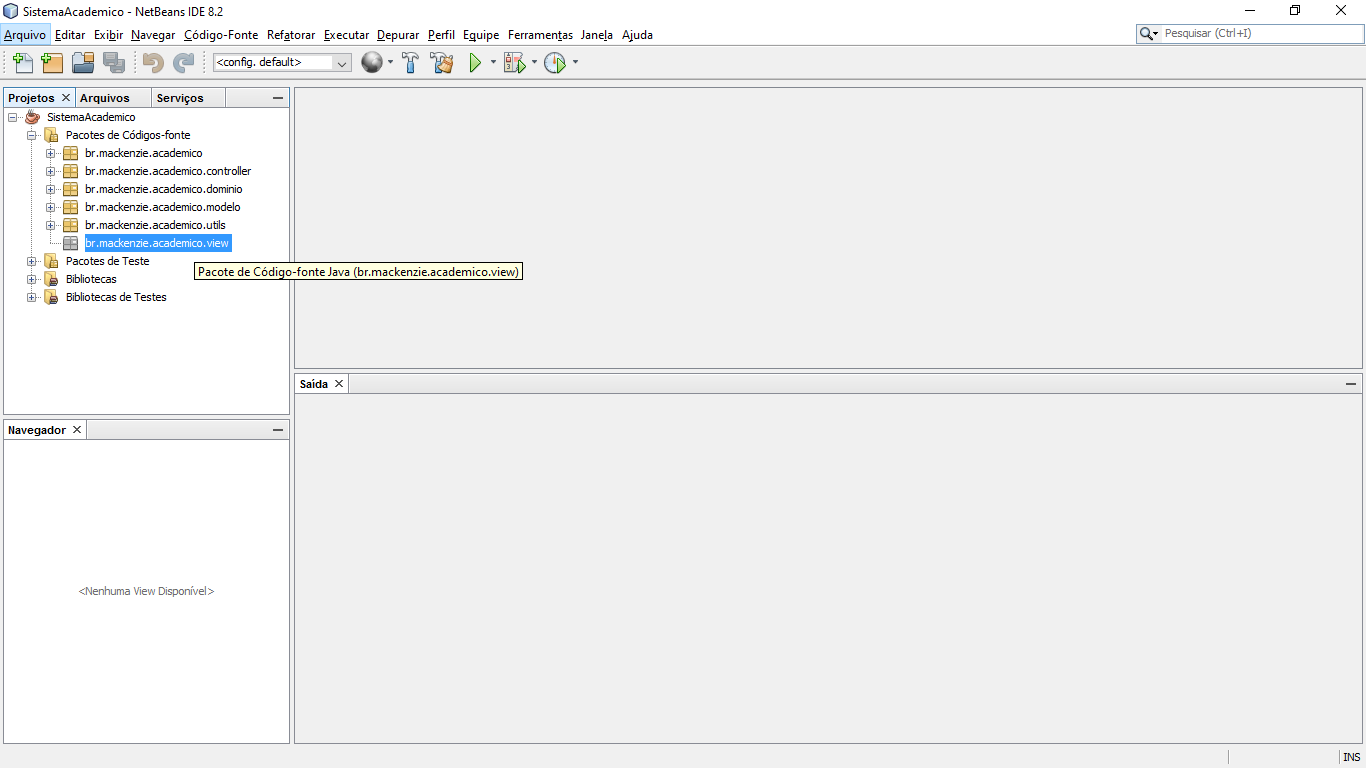 SistemaAcademico - NetBeans IDE 8.2
Arquivo Editar Exibir Navegar Código-Fonte Refatorar Executar Depurar Perfil Equipe Ferramentas Janela Ajuda
Pesquisar (Ctrl+I)
<config. default>
Projetos Arquivos Serviços
SistemaAcademico
Pacotes de Códigos-fonte
br.mackenzie.academico
br.mackenzie.academico.controller
br.mackenzie.academico.dominio
br.mackenzie.academico.modelo
br.mackenzie.academico.utils
br.mackenzie.academico.view
Pacotes de Teste
Pacote de Código-fonte Java (br.mackenzie.academico.view)
Bibliotecas
Bibliotecas de Testes
Saída
Navegador
<Nenhuma View Disponível>
INS